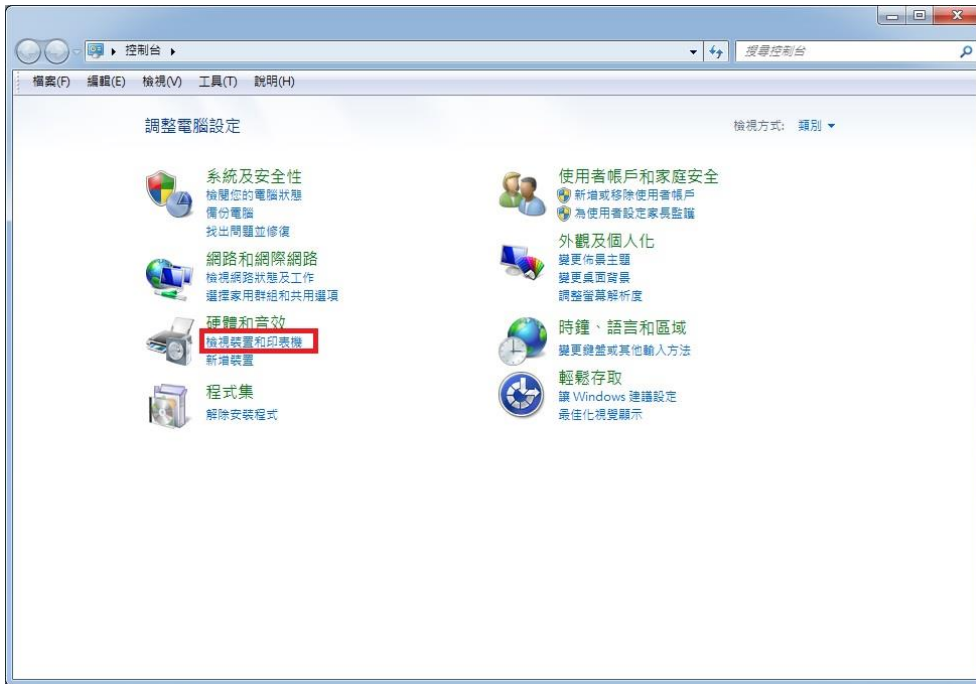 控制台
搜尋控制台
檔案(F) 編輯(E) 檢視(V) 工具(T) 說明(H)
調整電腦設定
檢視方式: 類別
系統及安全性
檢閱您的電腦狀態
備份電腦
找出問題並修復
網路和網際網路
檢視網路狀態及工作
選擇家用群組和共用選項
硬體和音效
檢視裝置和印表機
新增裝置
程式集
解除安裝程式
使用者帳戶和家庭安全
新增或移除使用者帳戶
為使用者設定家長監護
外觀及個人化
變更佈景主題
變更桌面背景
調整螢幕解析度
時鐘、語言和區域
變更鍵盤或其他輸入方法
輕鬆存取
讓 Windows 建議設定
最佳化視覺顯示